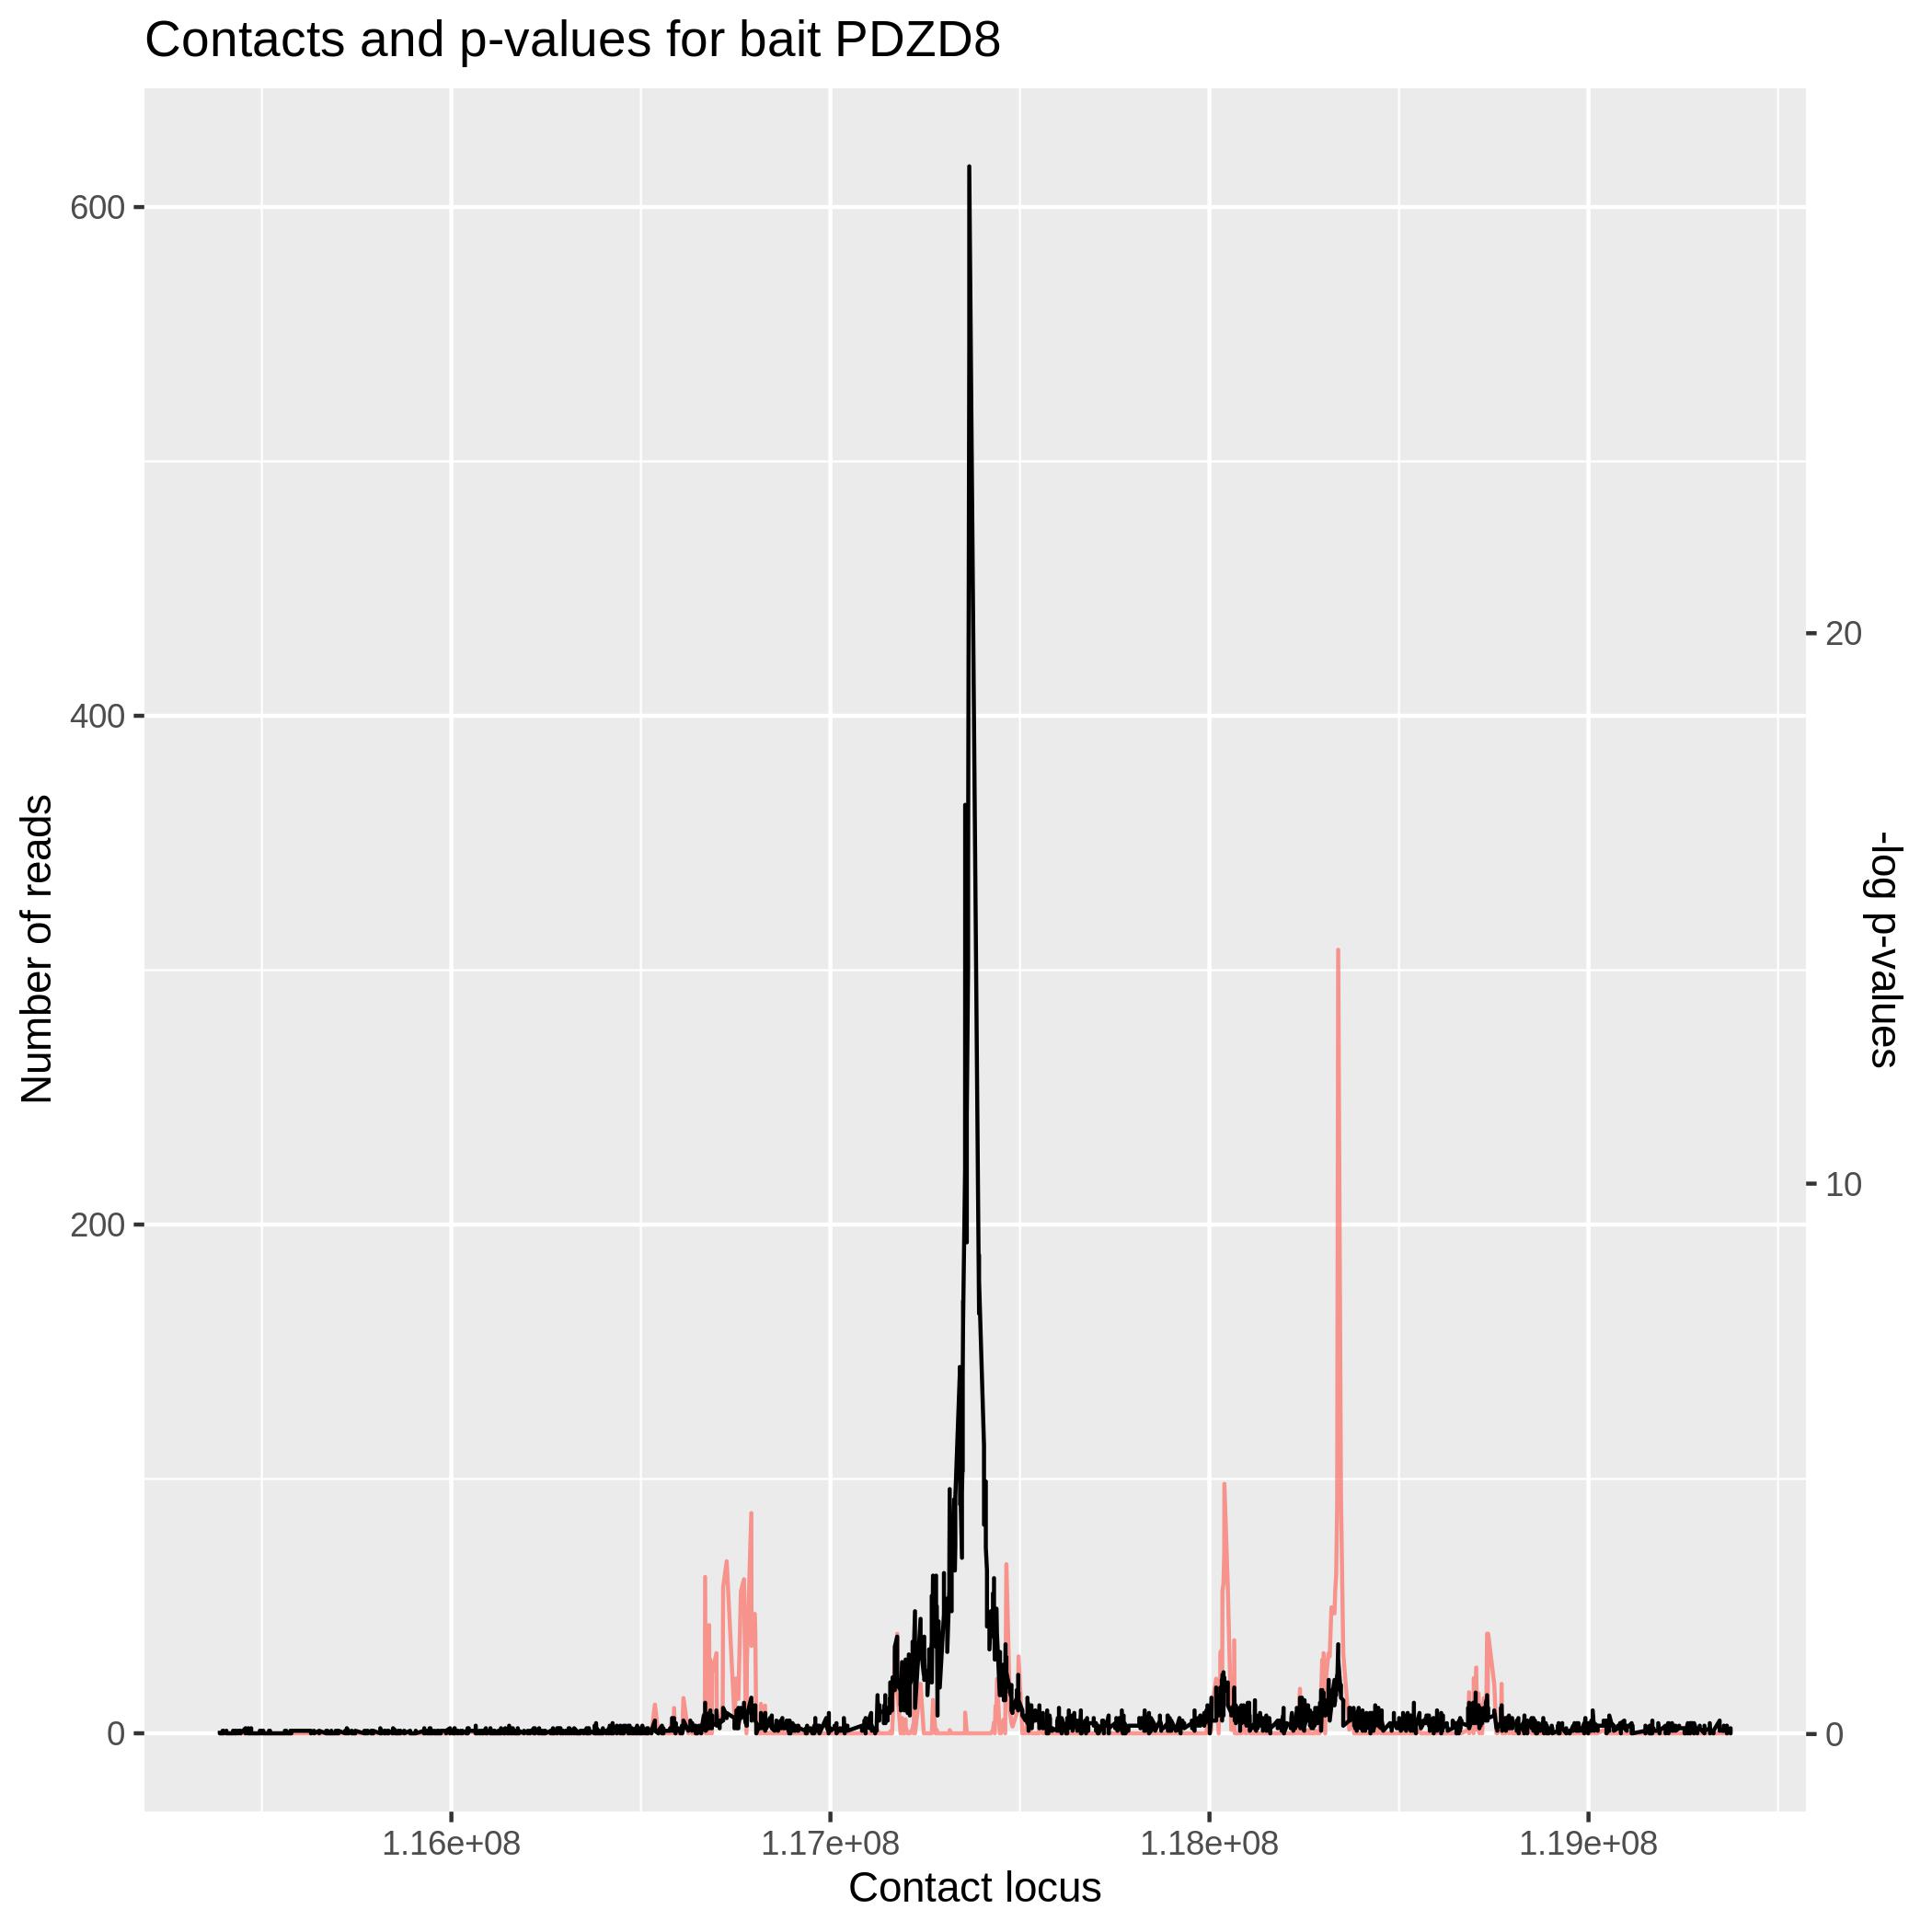 Contacts and p-values for bait PDZD8
600
400
200
0
Number of reads
20
10
0
-log p-values
1.16e+08
1.17e+08
1.18e+08
1.19e+08
Contact locus